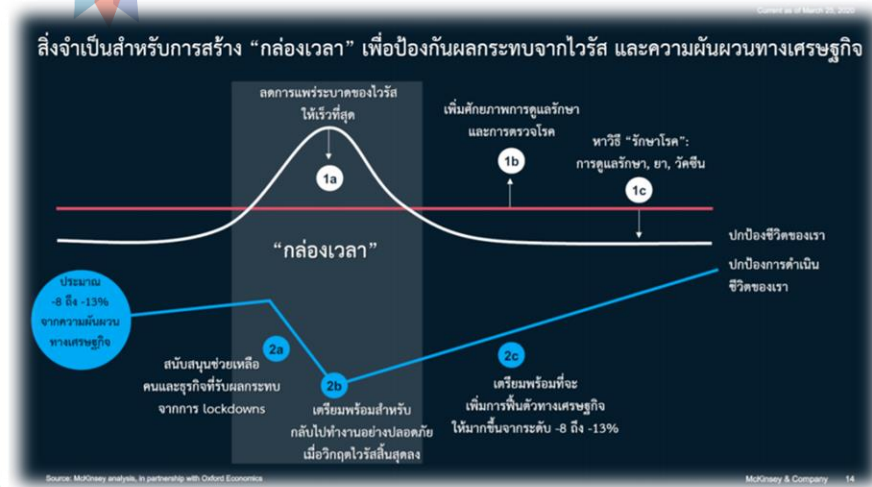 Current as of March 25, 2020
สิ่งจำเป็นสำหรับการสร้าง “กล่องเวลา” เพื่อป้องกันผลกระทบจากไวรัส และความผันผวนทางเศรษฐกิจ
ลดการแพร่ระบาดของไวรัส
ให้เร็วที่สุด
1a
เพิ่มศักยภาพการดูแลรักษา
และการตรวจโรค
1b
หาวิธี “รักษาโรค”:
การดูแลรักษา, ยา, วัคซีน
1c
“กล่องเวลา”
ปกป้องชีวิตของเรา
ปกป้องการดำเนิน
ชีวิตของเรา
ประมาณ
-8 ถึง -13%
จากความผันผวน
ทางเศรษฐกิจ
2a
สนับสนุนช่วยเหลือ
คนและธุรกิจที่รับผลกระทบ
จากการ lockdowns
2b
เตรียมพร้อมสำหรับ
กลับไปทำงานอย่างปลอดภัย
เมื่อวิกฤตไวรัสสิ้นสุดลง
2c
เตรียมพร้อมที่จะ
เพิ่มการฟื้นตัวทางเศรษฐกิจ
ให้มากขึ้นจากระดับ -8 ถึง -13%
Source: McKinsey analysis, in partnership with Oxford Economics
McKinsey & Company 14